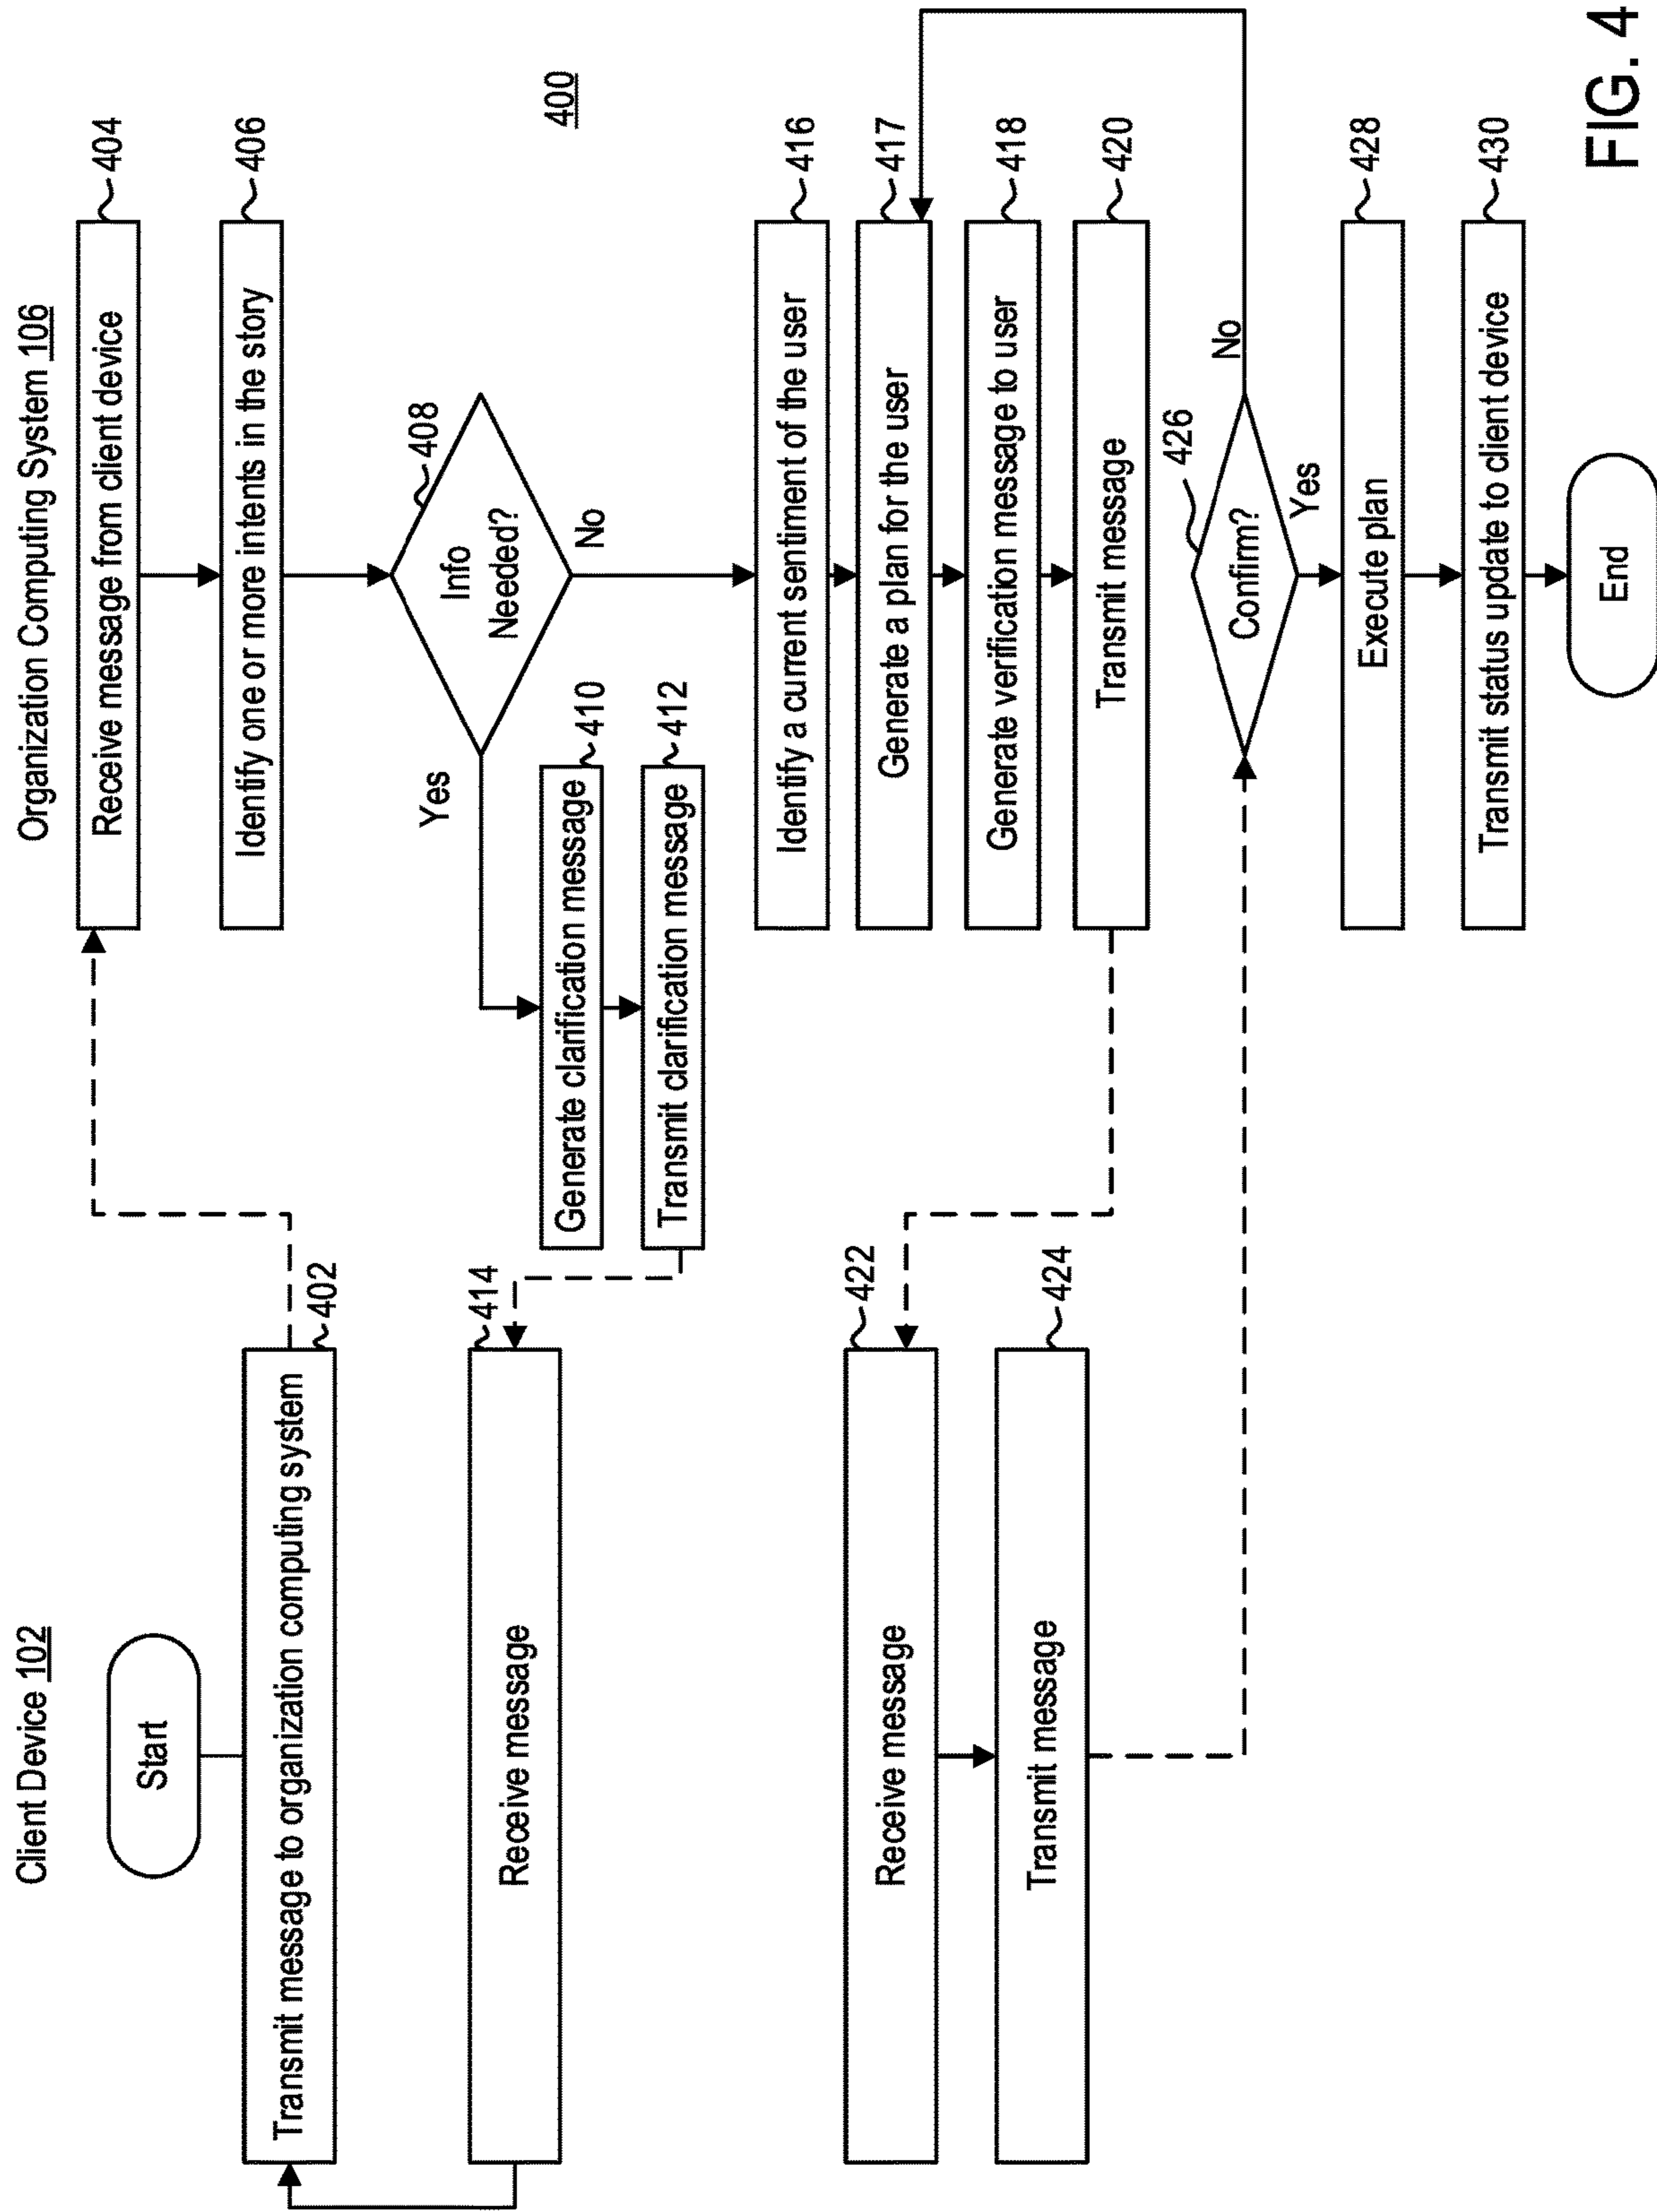 Client Device 102
Organization Computing System 106
Start
Transmit message to organization computing system
402
Receive message from client device
404
Identify one or more intents in the story
406
Info
Needed?
408
Yes
No
400
Generate clarification message
410
Transmit clarification message
412
Receive message
414
Identify a current sentiment of the user
416
Generate a plan for the user
417
Generate verification message to user
418
Transmit message
420
Receive message
422
Transmit message
424
Confirm?
426
No
Yes
Execute plan
428
Transmit status update to client device
430
End
FIG. 4